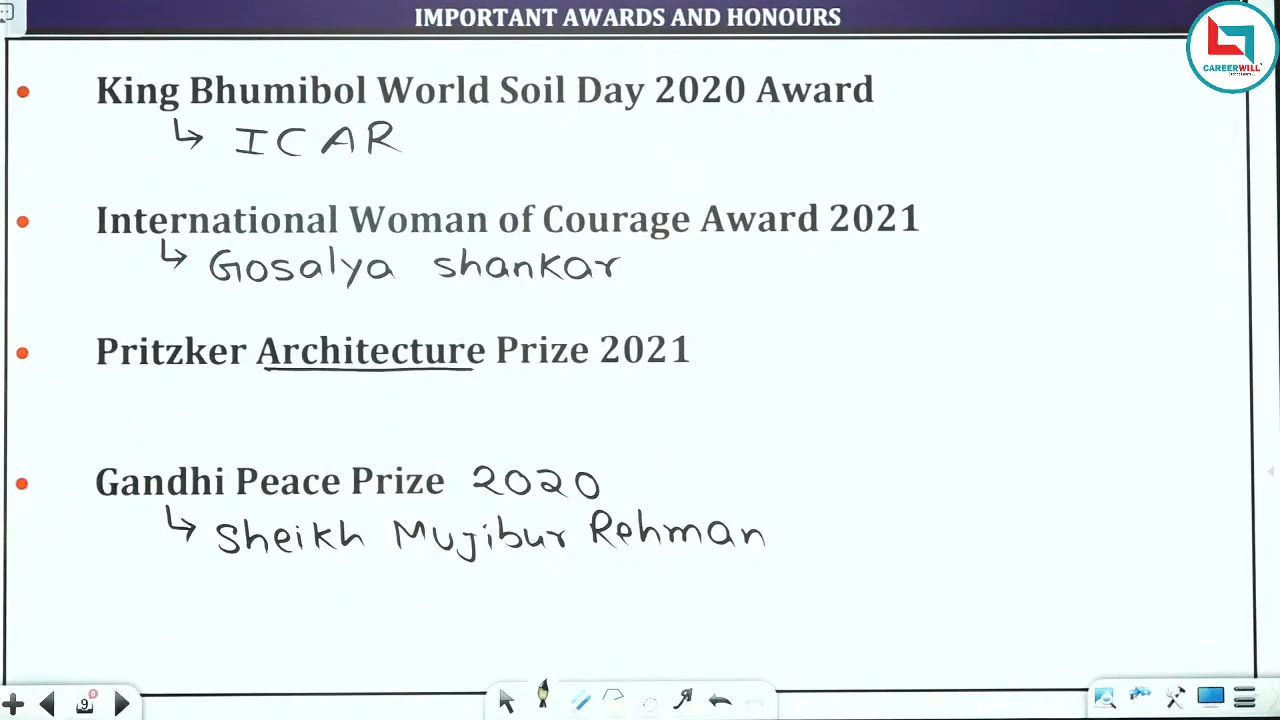 IMPORTANT AWARDS AND HONOURS
CAREERWILL
King Bhumibol World Soil Day 2020 Award
↳ ICAR
International Woman of Courage Award 2021
↳ Gosalya Shankar
Pritzker Architecture Prize 2021
Gandhi Peace Prize 2020
↳ Sheikh Mujibur Rehman
9